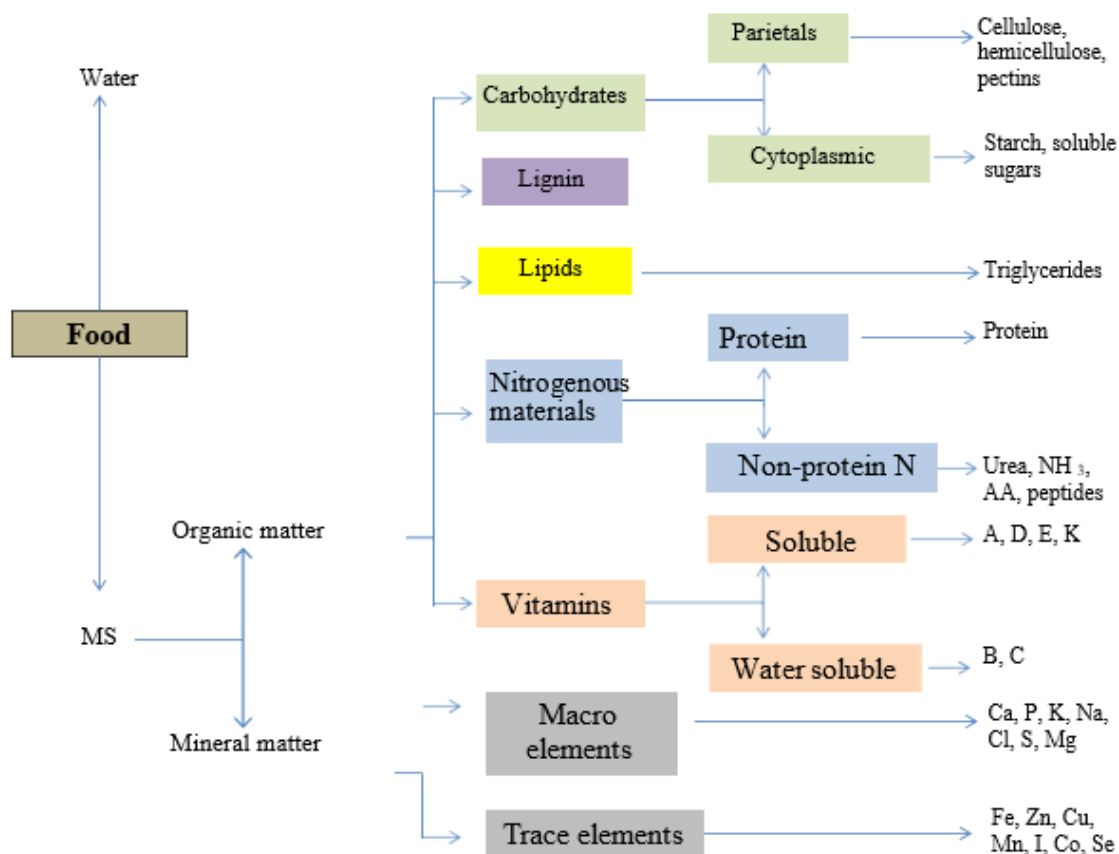 Water
Food
MS
Organic matter
Mineral matter
Carbohydrates
Parietals
Cellulose,
hemicellulose,
pectins
Cytoplasmic
Starch, soluble
sugars
Lignin
Lipids
Triglycerides
Nitrogenous
materials
Protein
Protein
Non-protein N
Urea, NH ₃,
AA, peptides
Vitamins
Soluble
A, D, E, K
Water soluble
B, C
Macro
elements
Ca, P, K, Na,
Cl, S, Mg
Trace elements
Fe, Zn, Cu,
Mn, I, Co, Se